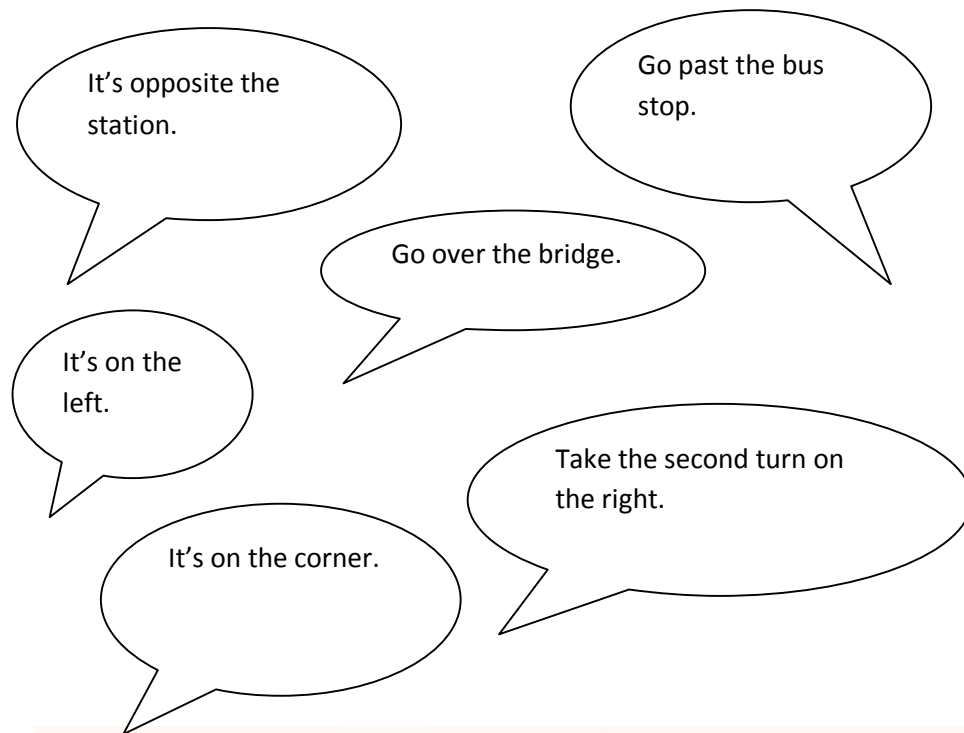 It's opposite the
station.
Go past the bus
stop.
Go over the bridge.
It's on the
left.
Take the second turn on
the right.
It's on the corner.